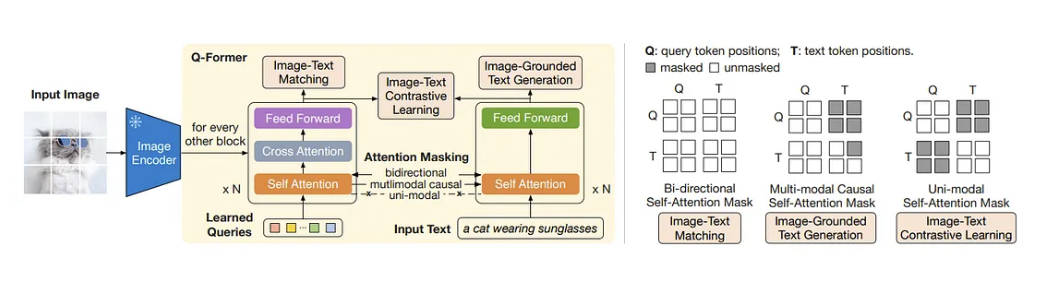 Q-Former
Input Image
Image
Encoder
for every
other block
Image-Text
Matching
Image-Text
Contrastive
Learning
Image-Grounded
Text Generation
Feed Forward
Cross Attention
Self Attention
x N
Attention Masking
bidirectional
mutlimodal causal
uni-modal
Feed Forward
Self Attention
x N
Learned
Queries
...
Input Text
a cat wearing sunglasses
Q: query token positions; T: text token positions.
masked
unmasked
Q T
Q
T
Bi-directional
Self-Attention Mask
Image-Text
Matching
Q T
Q
T
Multi-modal Causal
Self-Attention Mask
Image-Grounded
Text Generation
Q T
Q
T
Uni-modal
Self-Attention Mask
Image-Text
Contrastive Learning